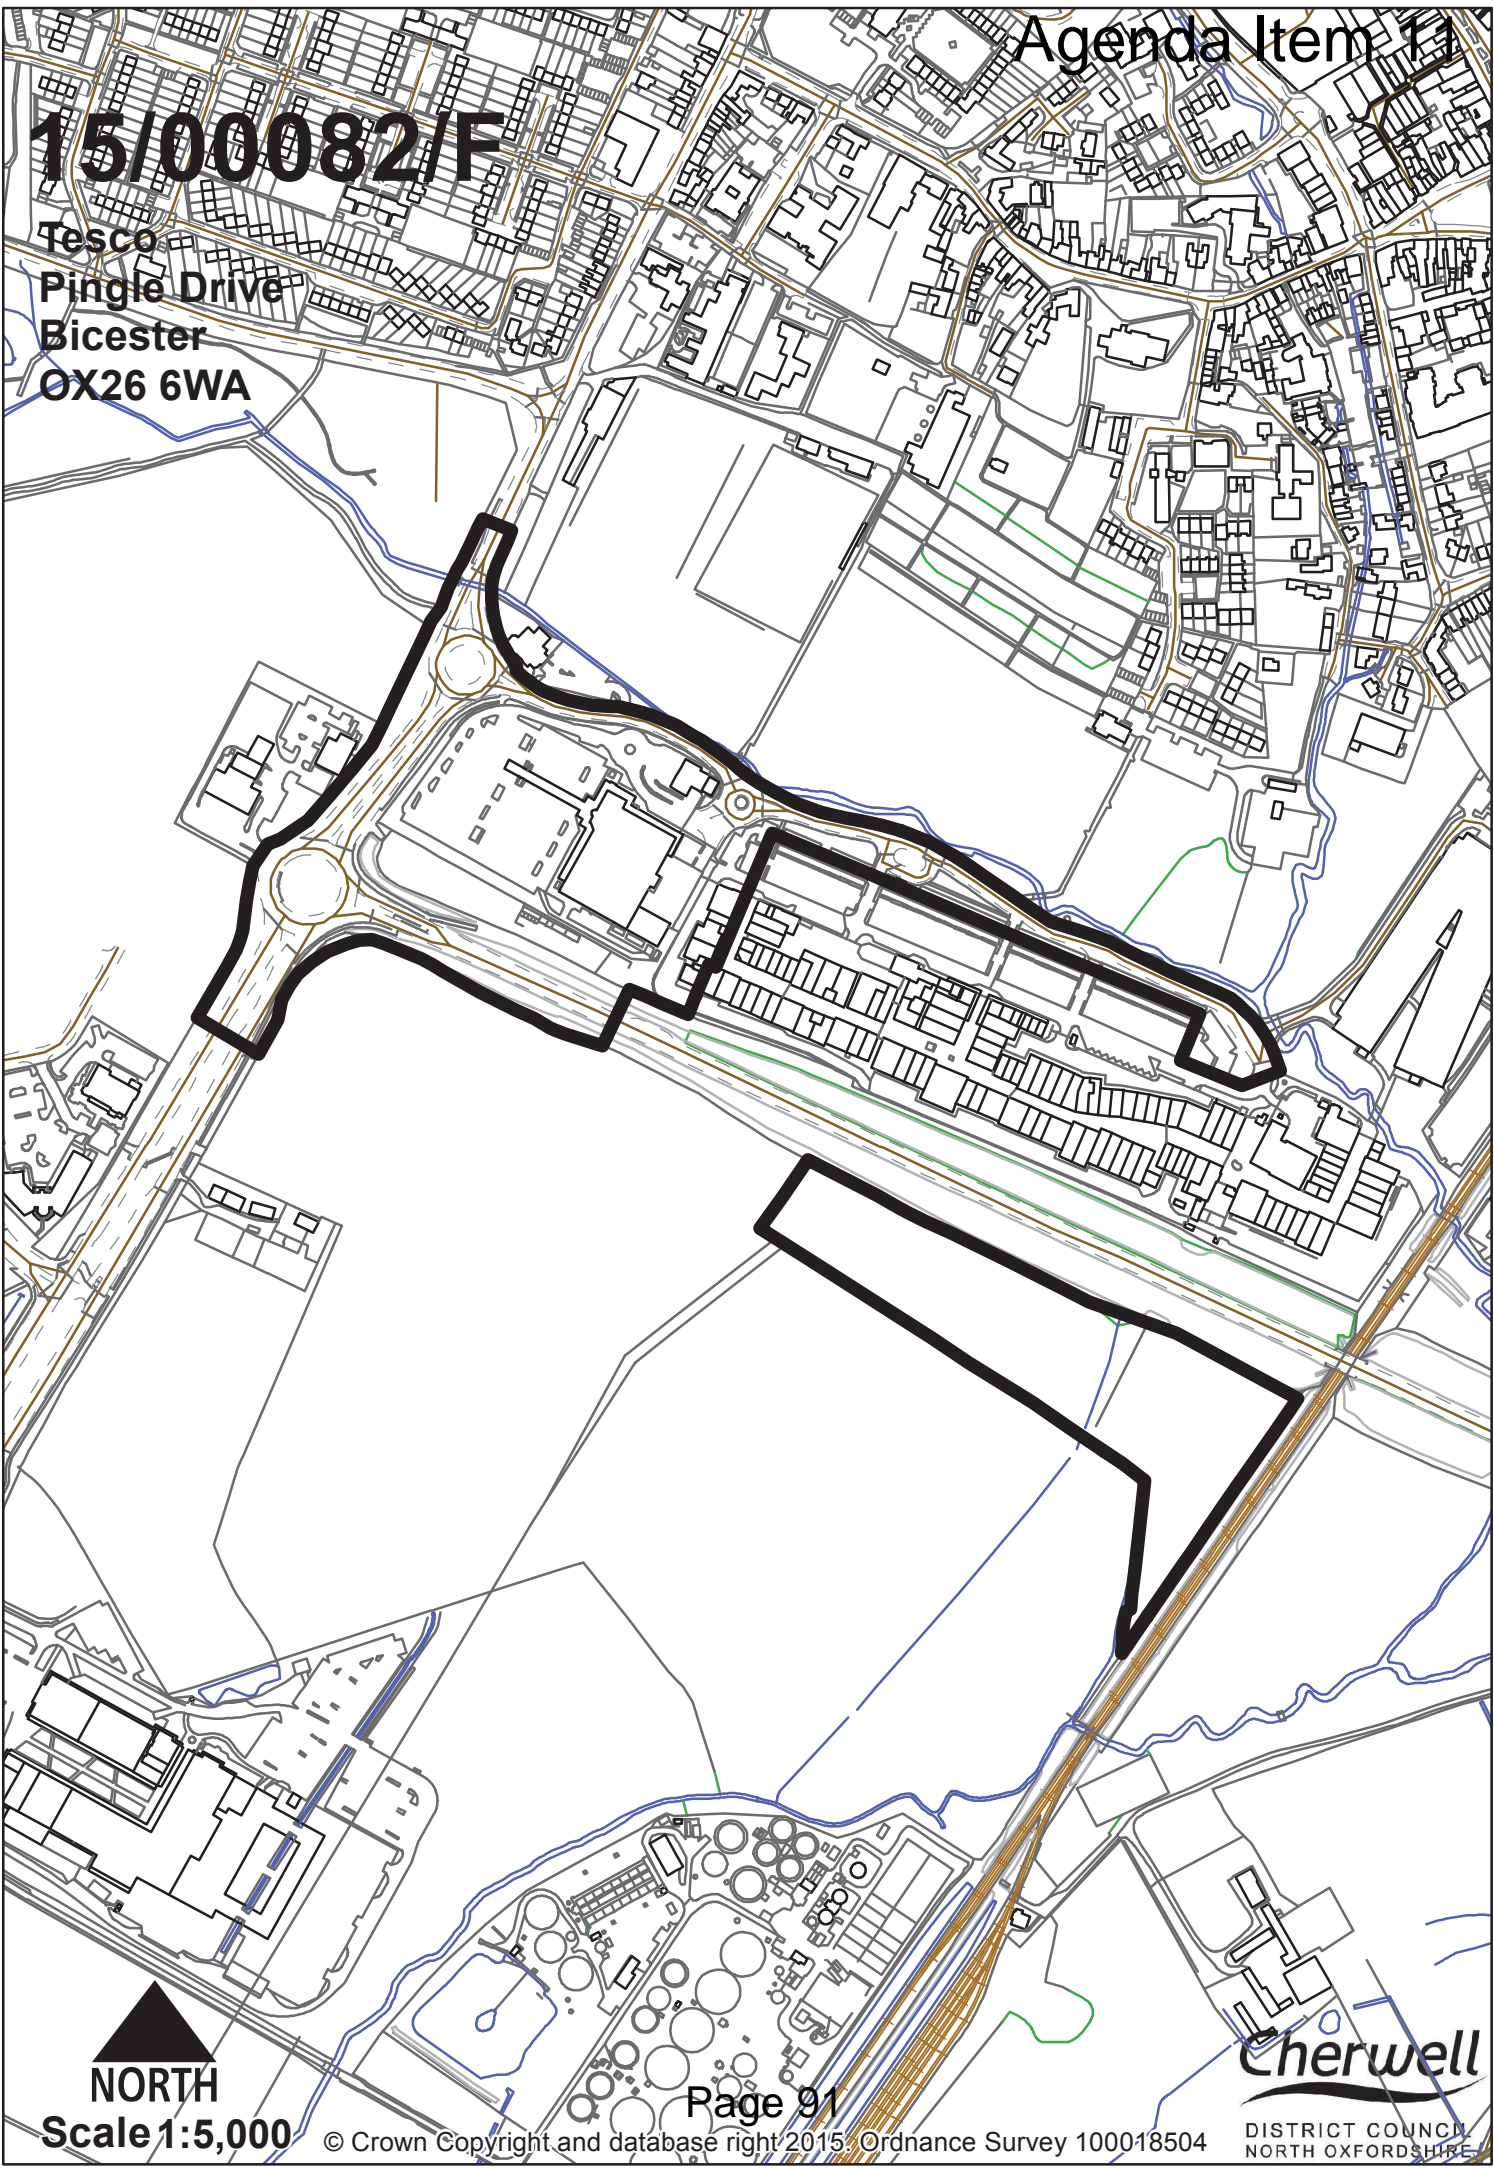 Agenda Item 11
15/00082/F
Tesco
Pingle Drive
Bicester
OX26 6WA
NORTH
Scale 1:5,000
Page 91
© Crown Copyright and database right 2015. Ordnance Survey 100018504
Cherwell
DISTRICT COUNCIL
NORTH OXFORDSHIRE